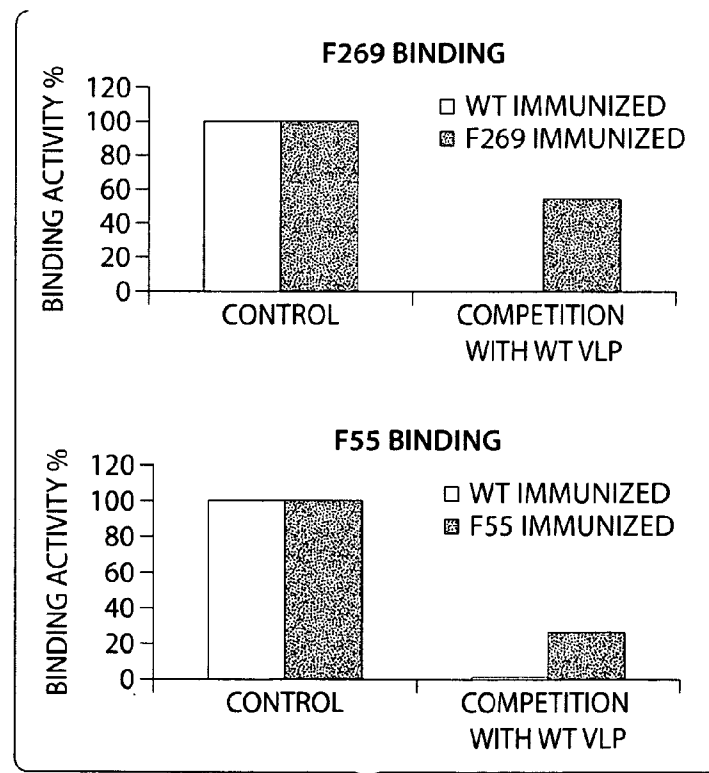 F269 BINDING
BINDING ACTIVITY %
120
100
80
60
40
20
0
WT IMMUNIZED
F269 IMMUNIZED
CONTROL
COMPETITION
WITH WT VLP
F55 BINDING
BINDING ACTIVITY %
120
100
80
60
40
20
0
WT IMMUNIZED
F55 IMMUNIZED
CONTROL
COMPETITION
WITH WT VLP